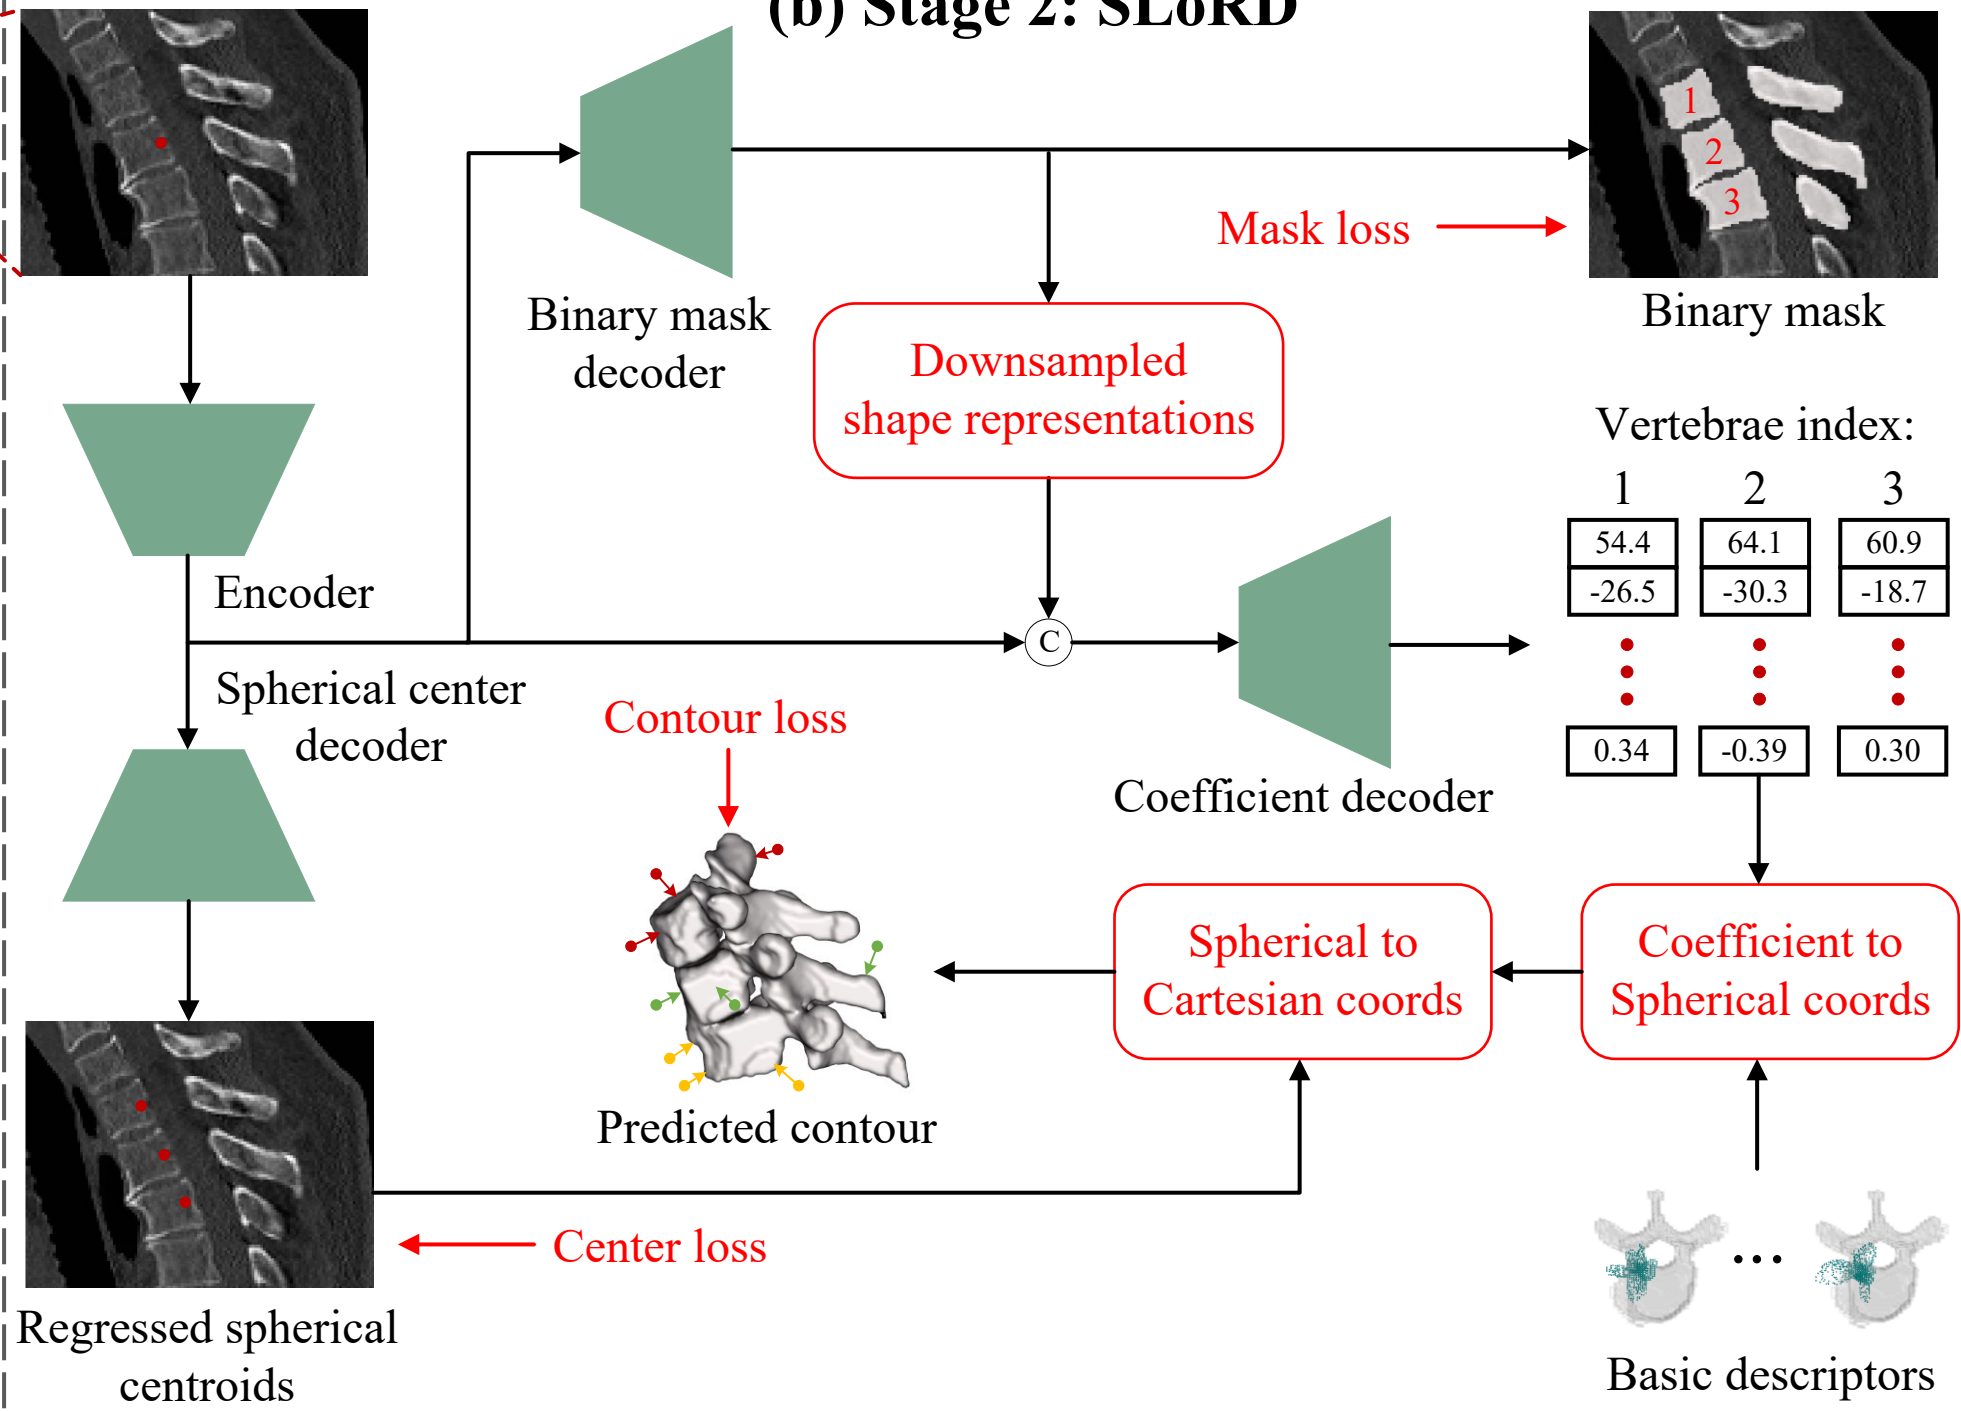 (b) Stage 2: SLoRD
1
2
3
Mask loss
Binary mask
Binary mask
decoder
Downsampled
shape representations
Vertebrae index:
1 2 3
54.4 64.1 60.9
-26.5 -30.3 -18.7
0.34 -0.39 0.30
Encoder
C
Spherical center
decoder
Contour loss
Coefficient decoder
Spherical to
Cartesian coords
Coefficient to
Spherical coords
Predicted contour
Center loss
...
Regressed spherical
centroids
Basic descriptors